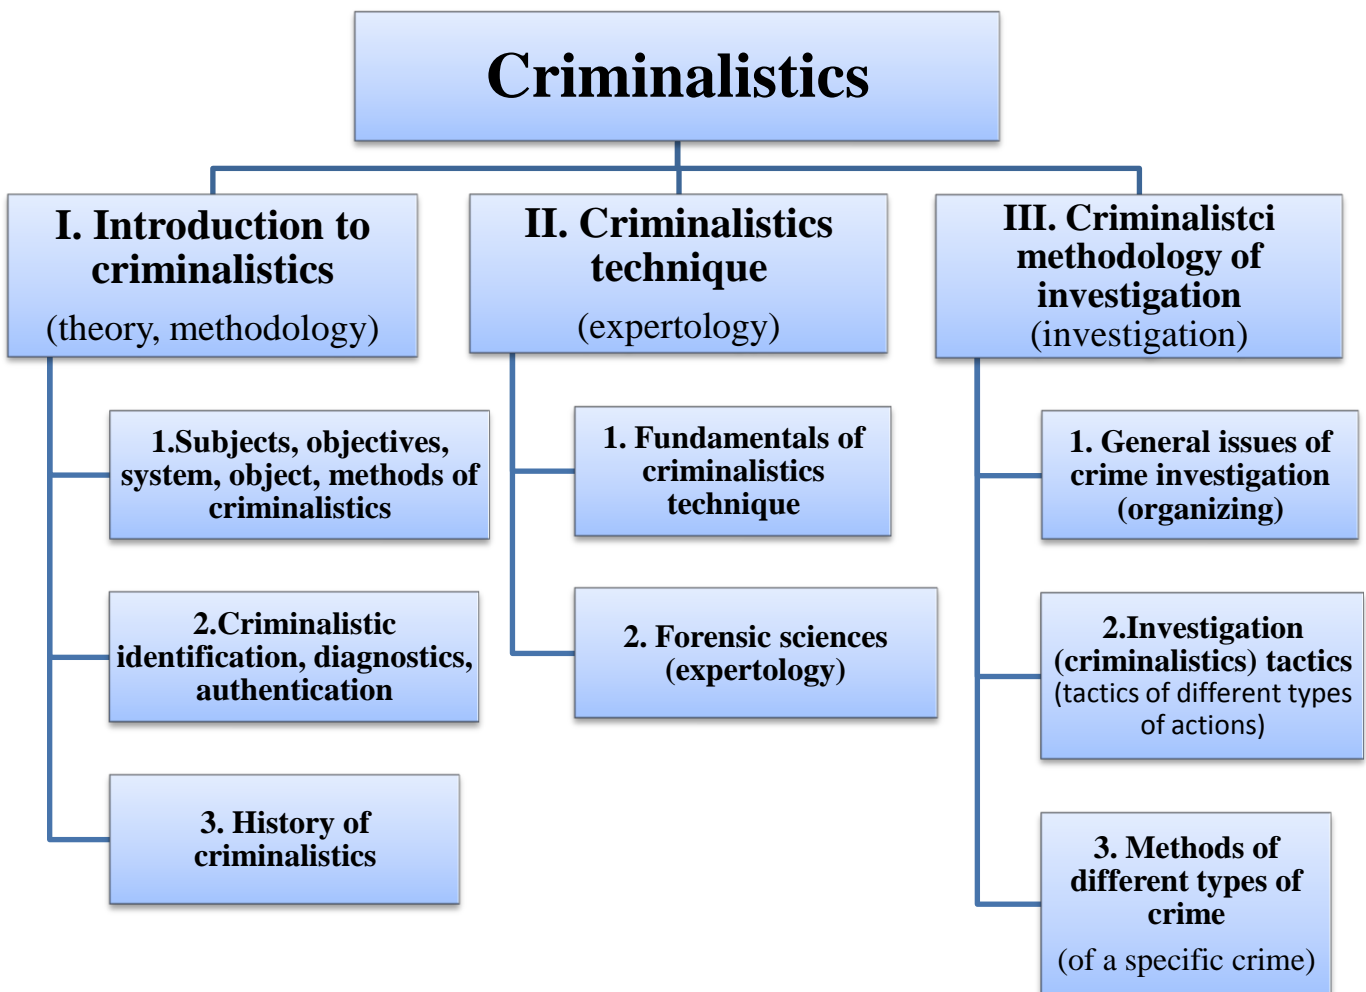 Criminalistics
I. Introduction to
criminalistics
(theory, methodology)
1.Subjects, objectives,
system, object, methods of
criminalistics
2.Criminalistic
identification, diagnostics,
authentication
3. History of
criminalistics
II. Criminalistics
technique
(expertology)
1. Fundamentals of
criminalistics
technique
2. Forensic sciences
(expertology)
III. Criminalistci
methodology of
investigation
(investigation)
1. General issues of
crime investigation
(organizing)
2.Investigation
(criminalistics) tactics
(tactics of different types
of actions)
3. Methods of
different types of
crime
(of a specific crime)